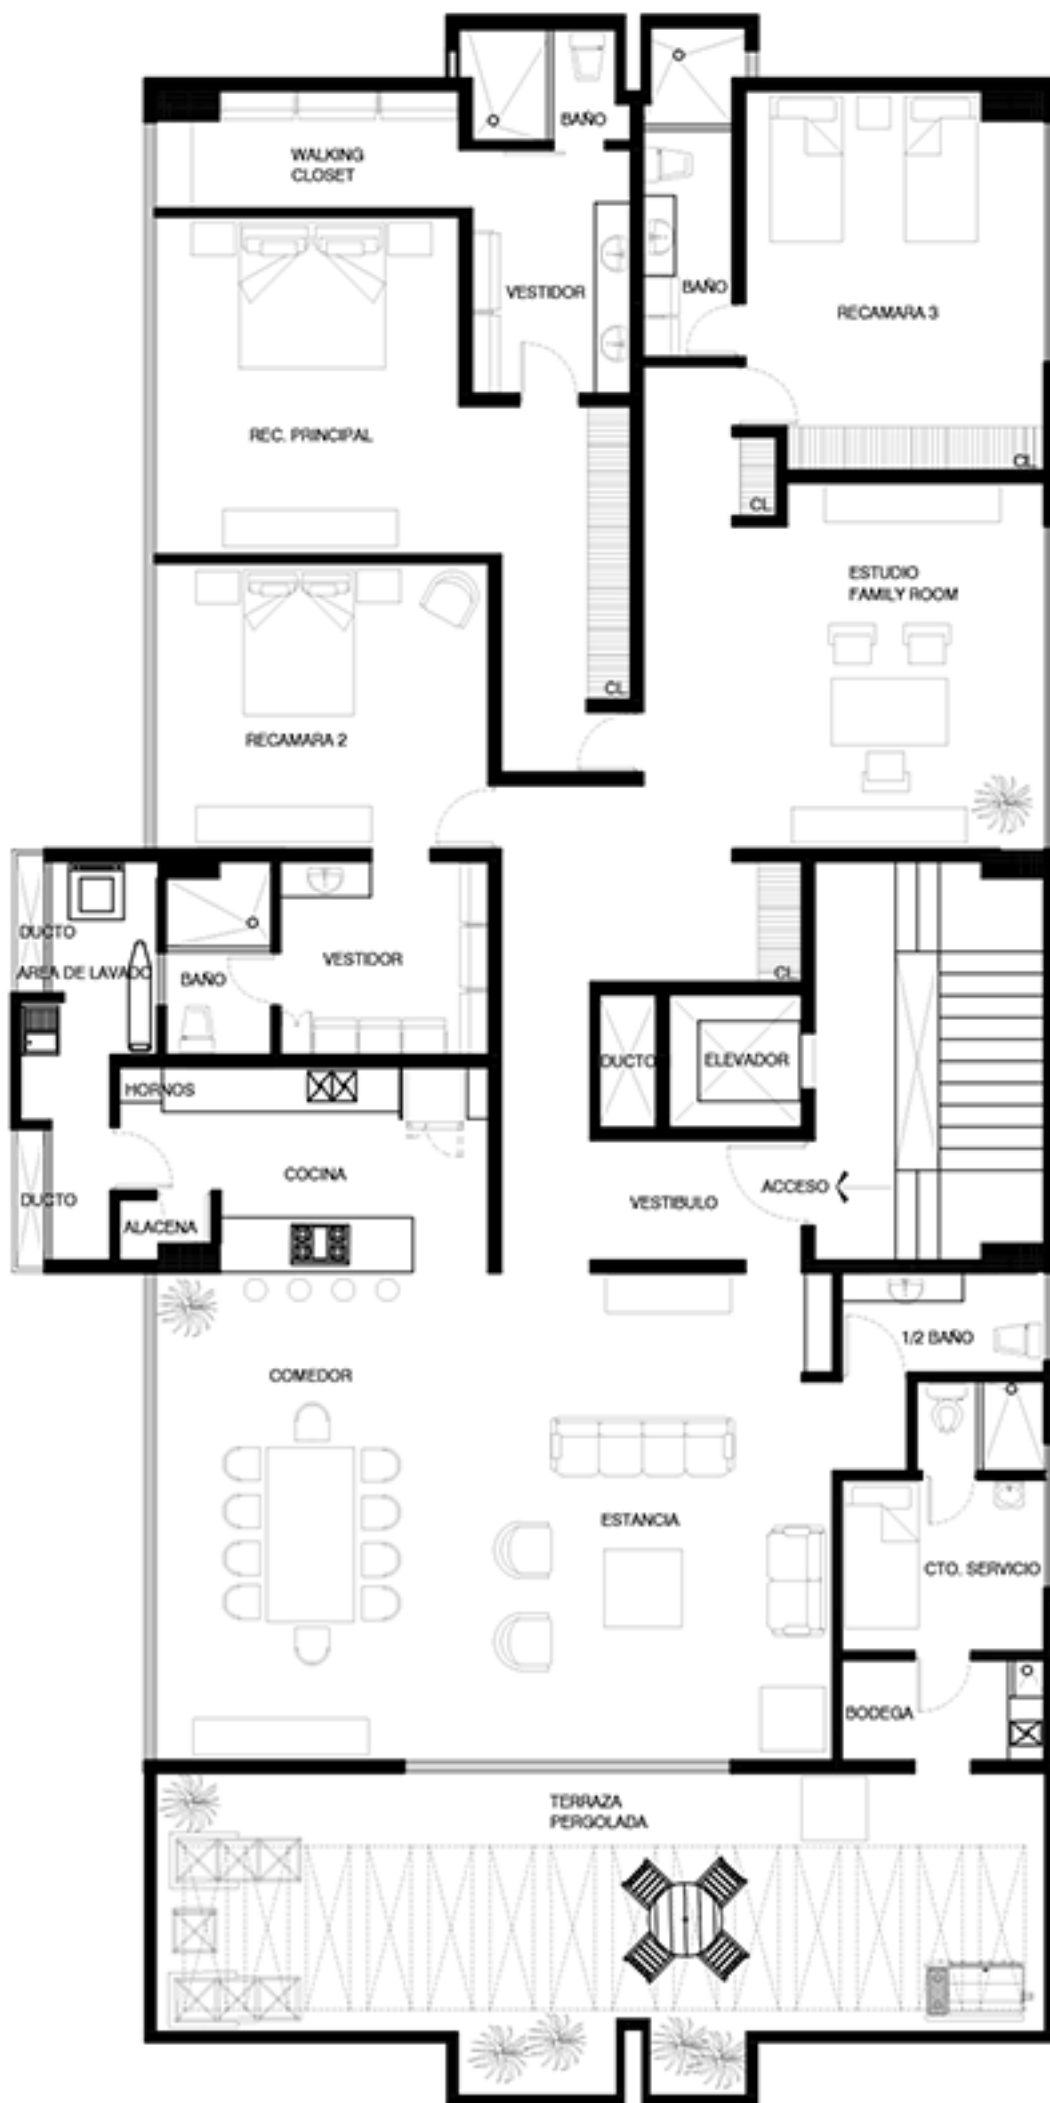 BAÑO
WALKING
CLOSET
VESTIDOR
BAÑO
RECAMARA 3
REC. PRINCIPAL
CL
CL
ESTUDIO
FAMILY ROOM
CL
RECAMARA 2
DUCTO
AREA DE LAVADO
BAÑO
VESTIDOR
CL
DUCTO
ELEVADOR
HORNOS
COCINA
ACCESO
DUCTO
ALACENA
VESTIBULO
1/2 BAÑO
COMEDOR
ESTANCIA
CTO. SERVICIO
BODEGA
TERRAZA
PERGOLADA